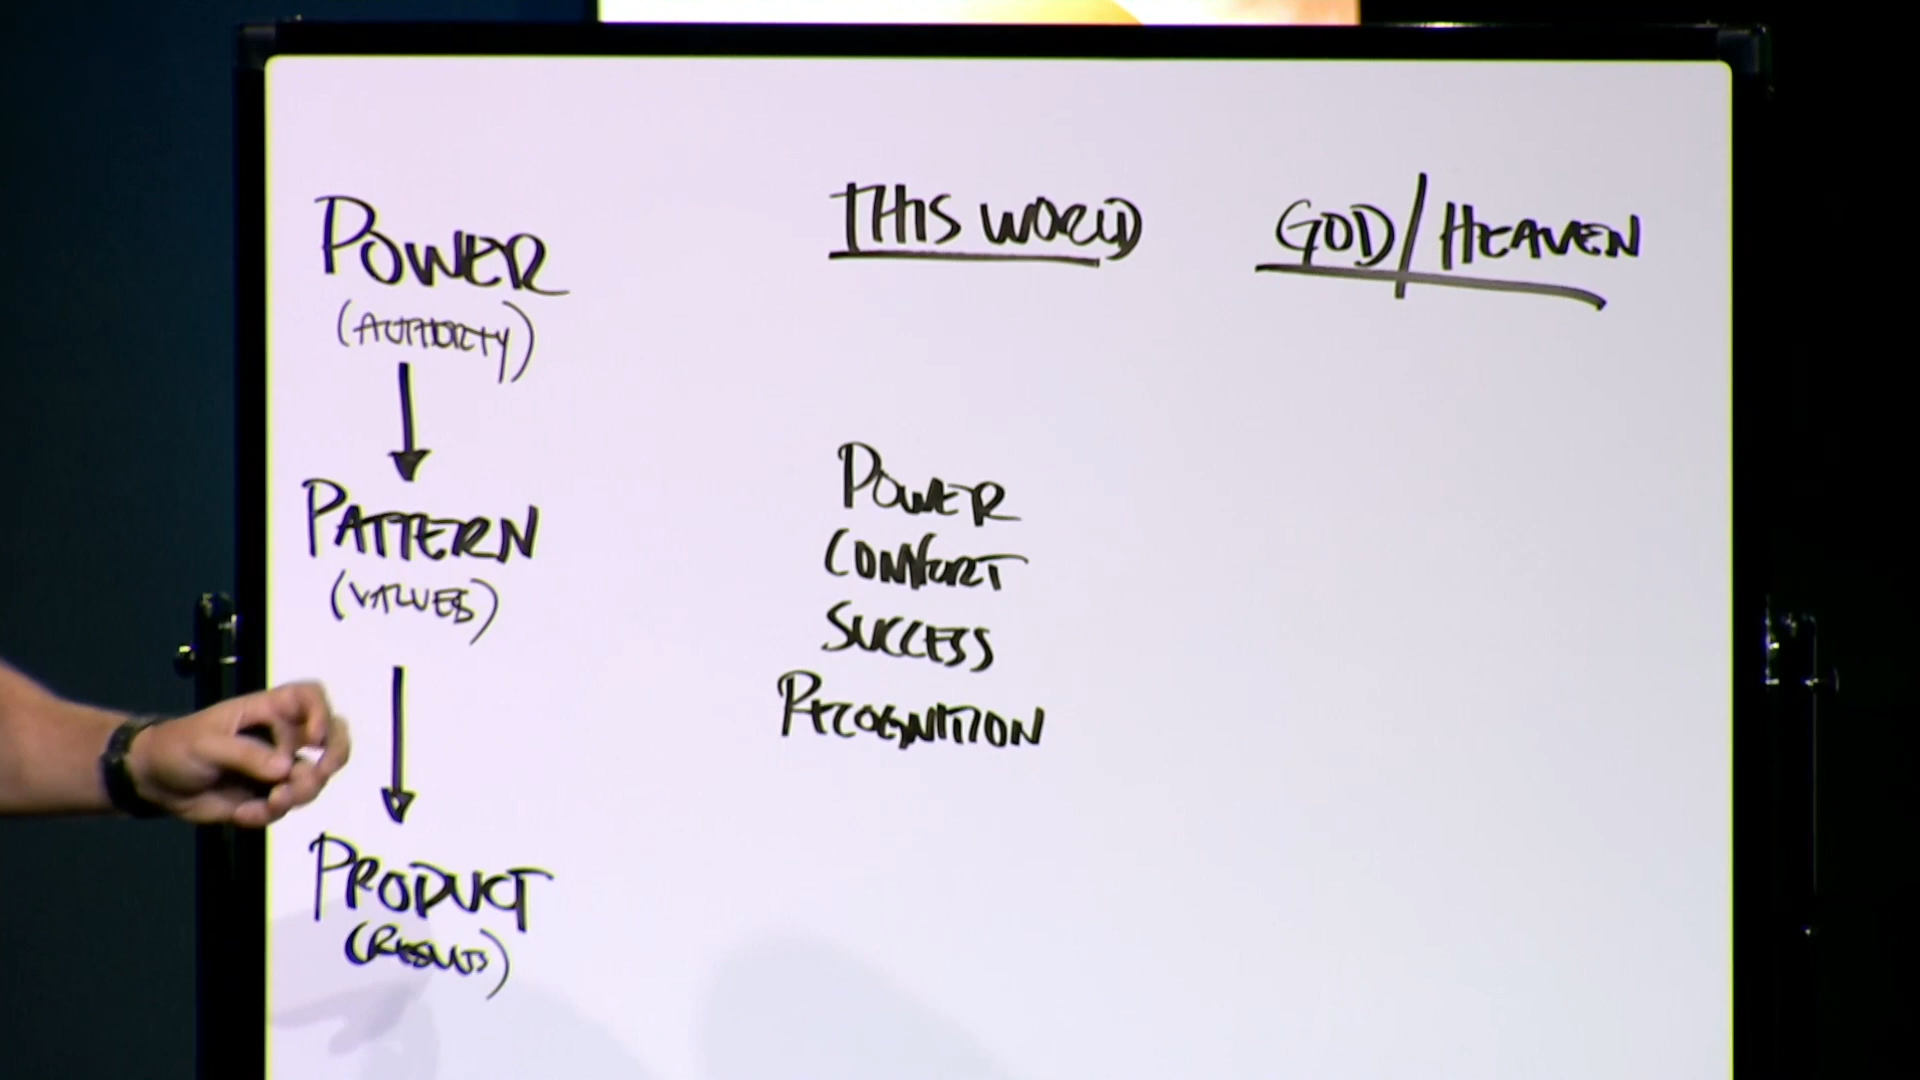 POWER
(AUTHORITY)
PATTERN
(VALUES)
PRODUCT
(RESULTS)
THIS WORLD
POWER
COMFORT
SUCCESS
RECOGNITION
GOD/HEAVEN